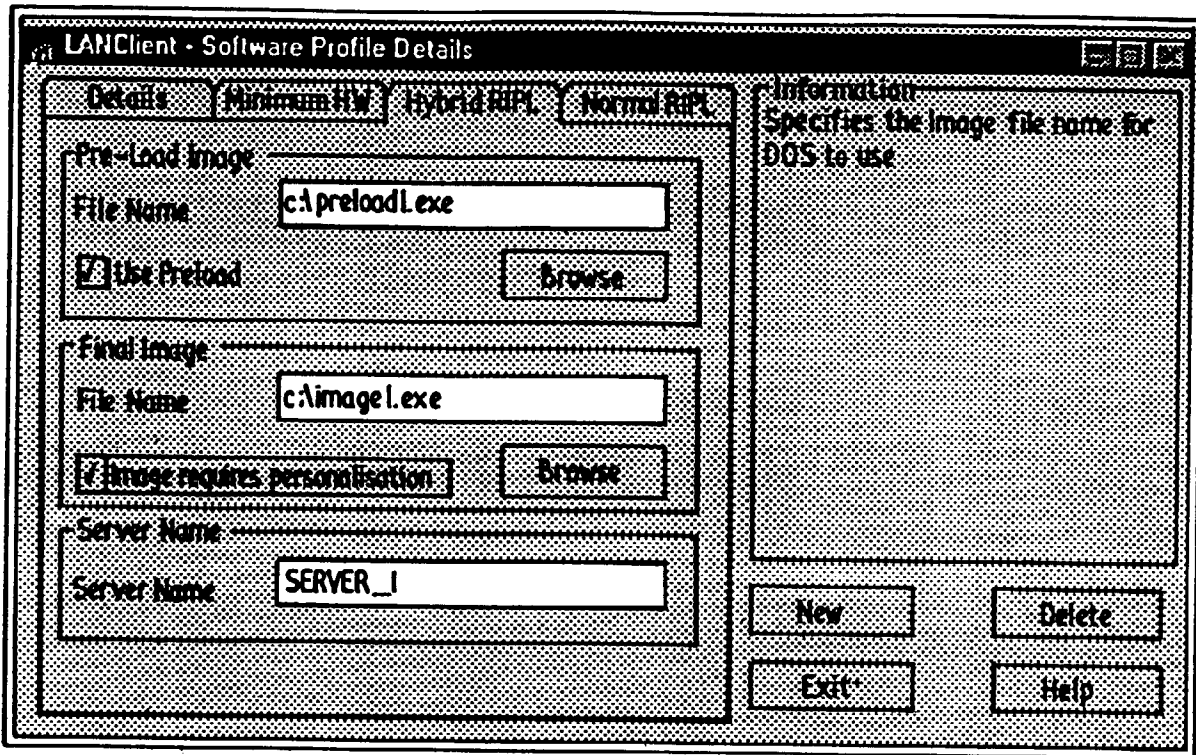 LANClient - Software Profile Details
Details Minimum HW Hybrid RIPL Normal RIPL
Pre-Load Image
File Name c:\preload1.exe
Use Preload Browse
Final Image
File Name c:\image1.exe
Image requires personalisation Browse
Server Name
Server Name SERVER_1
Information
Specifies the image file name for
DOS to use
New Delete
Exit Help